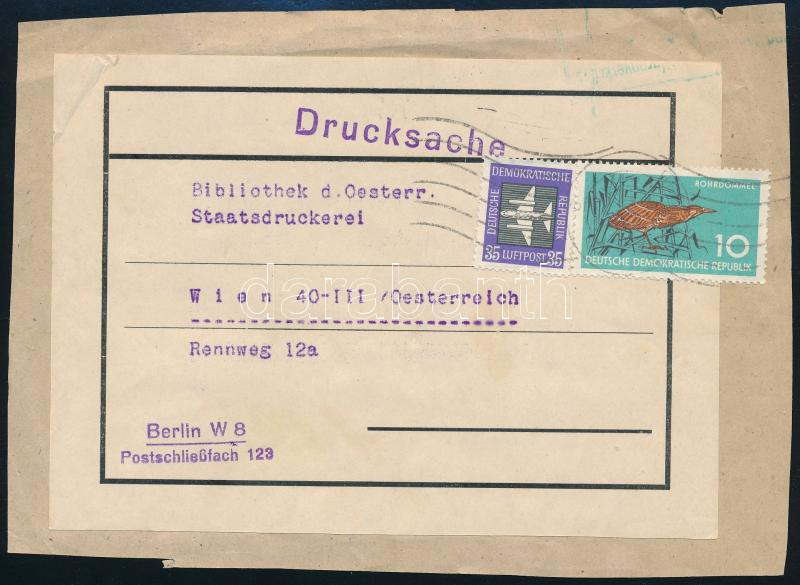 Drucksache
Bibliothek d.Oesterr.
Staatsdruckerei
DEUTSCHE DEMOKRATISCHE REPUBLIK
35 LUFTPOST 35
ROHRDOMMEL
10
DEUTSCHE DEMOKRATISCHE REPUBLIK
W i e n 40-III /Oesterreich
darabanth
Rennweg 12a
Berlin W 8
Postschließfach 123